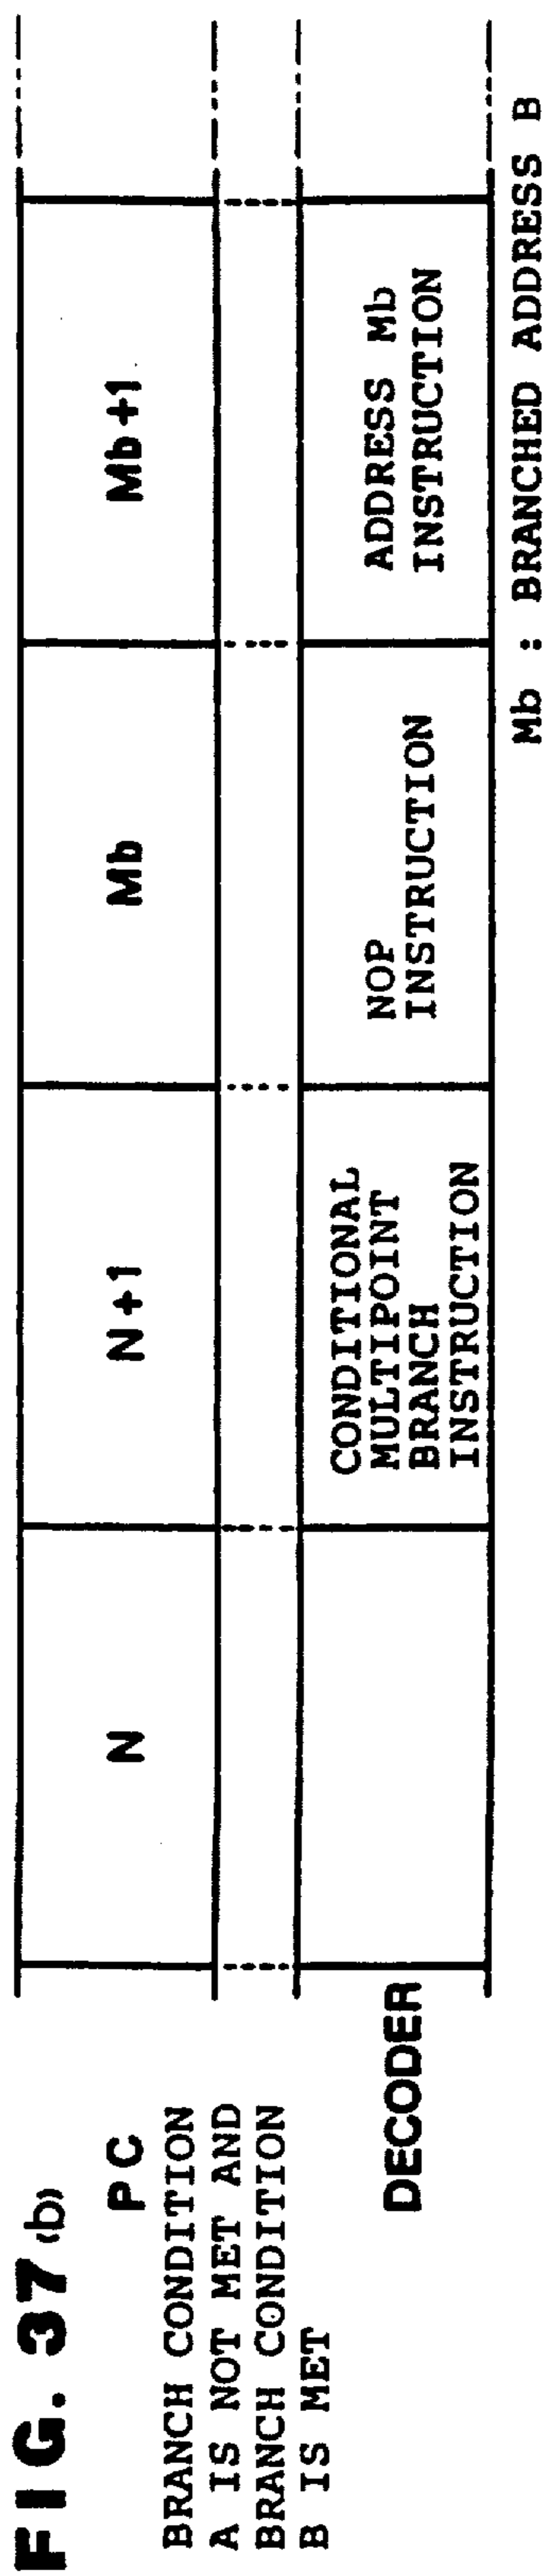 FIG. 37(b)
PC
BRANCH CONDITION
A IS NOT MET AND
BRANCH CONDITION
B IS MET
N
N+1
Mb
Mb+1
DECODER
CONDITIONAL
MULTIPOINT
BRANCH
INSTRUCTION
NOP
INSTRUCTION
ADDRESS Mb
INSTRUCTION
Mb : BRANCHED ADDRESS B